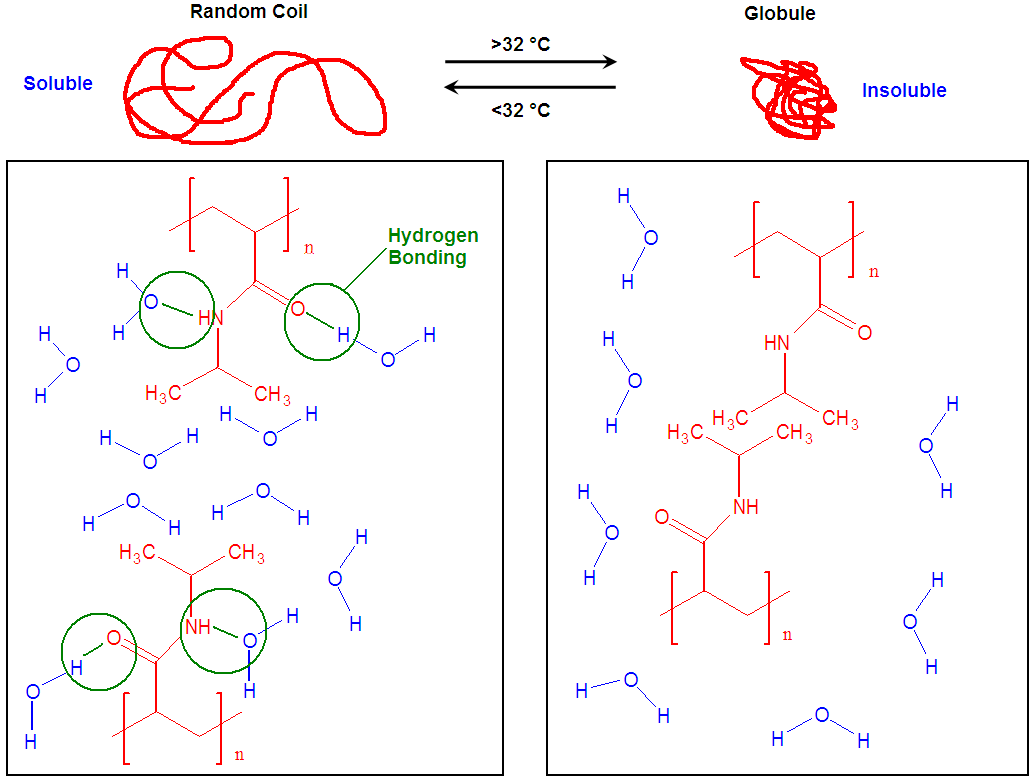 Random Coil
Globule
>32 °C
Soluble
Insoluble
<32 °C
n
Hydrogen
Bonding
H
O
H
HN
O
H
H
O
H
O
H
H₃C
CH₃
H
H
O
H
O
H
H
O
H
O
H
H
O
H
H
H₃C
CH₃
H
O
H
O
NH
H
O
H
H
O
H
n
H
O
H
n
O
HN
H
O
H
H₃C
CH₃
H₃C
CH₃
H
O
H
H
O
H
O
NH
H
O
H
n
H
O
H
O
H
H
O
H